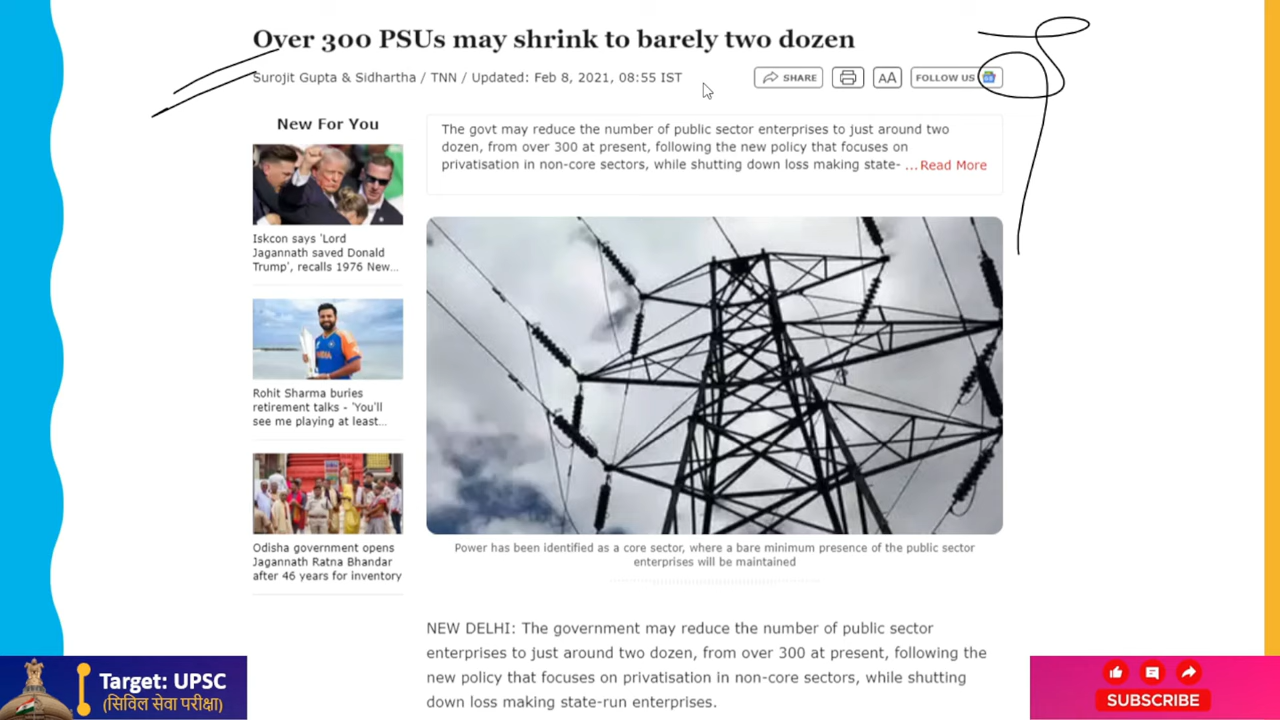 Over 300 PSUs may shrink to barely two dozen
Surojit Gupta & Sidhartha / TNN / Updated: Feb 8, 2021, 08:55 IST
SHARE
AA
FOLLOW US
New For You
Iskcon says 'Lord
Jagannath saved Donald
Trump', recalls 1976 New...
Rohit Sharma buries
retirement talks - 'You'll
see me playing at least...
Odisha government opens
Jagannath Ratna Bhandar
after 46 years for inventory
The govt may reduce the number of public sector enterprises to just around two
dozen, from over 300 at present, following the new policy that focuses on
privatisation in non-core sectors, while shutting down loss making state- ...Read More
INDIA
Power has been identified as a core sector, where a bare minimum presence of the public sector
enterprises will be maintained
NEW DELHI: The government may reduce the number of public sector
enterprises to just around two dozen, from over 300 at present, following the
new policy that focuses on privatisation in non-core sectors, while shutting
down loss making state-run enterprises.
Target: UPSC
(सिविल सेवा परीक्षा)
SUBSCRIBE